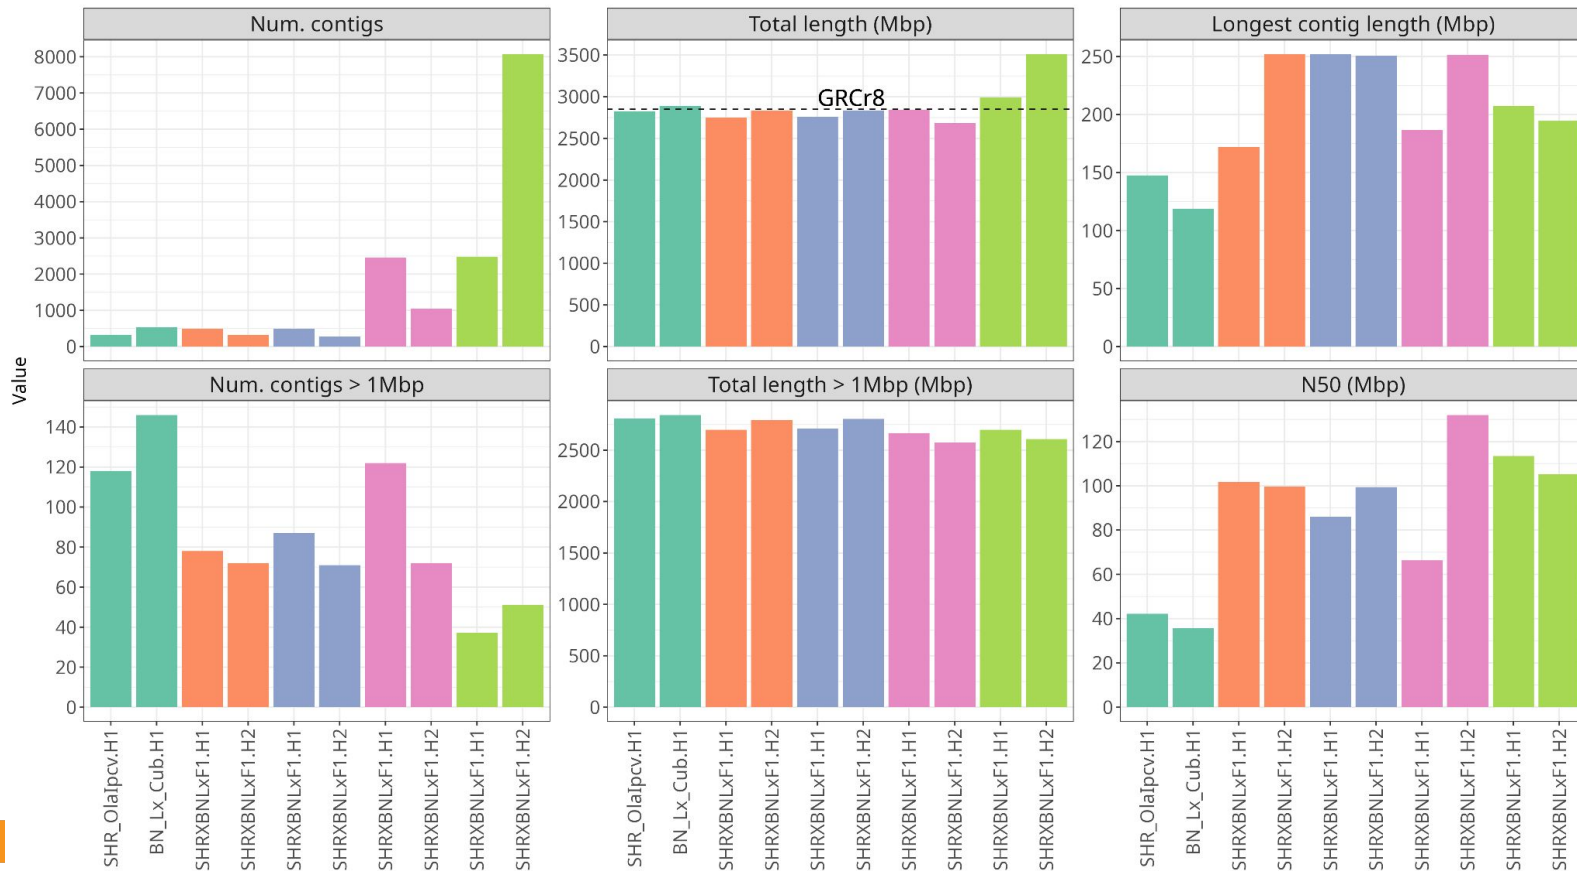 Num. contigs
Total length (Mbp)
Longest contig length (Mbp)
8000
7000
6000
5000
4000
3000
2000
1000
0
3500
3000
2500
2000
1500
1000
500
0
GRCr8
250
200
150
100
50
0
Value
Num. contigs > 1Mbp
Total length > 1Mbp (Mbp)
N50 (Mbp)
140
120
100
80
60
40
20
0
2500
2000
1500
1000
500
0
120
100
80
60
40
20
0
SHR_OlaIpcv.H1
BN_Lx_Cub.H1
SHRXBNLxF1.H1
SHRXBNLxF1.H2
SHRXBNLxF1.H1
SHRXBNLxF1.H2
SHRXBNLxF1.H1
SHRXBNLxF1.H2
SHRXBNLxF1.H1
SHRXBNLxF1.H2
SHR_OlaIpcv.H1
BN_Lx_Cub.H1
SHRXBNLxF1.H1
SHRXBNLxF1.H2
SHRXBNLxF1.H1
SHRXBNLxF1.H2
SHRXBNLxF1.H1
SHRXBNLxF1.H2
SHRXBNLxF1.H1
SHRXBNLxF1.H2
SHR_OlaIpcv.H1
BN_Lx_Cub.H1
SHRXBNLxF1.H1
SHRXBNLxF1.H2
SHRXBNLxF1.H1
SHRXBNLxF1.H2
SHRXBNLxF1.H1
SHRXBNLxF1.H2
SHRXBNLxF1.H1
SHRXBNLxF1.H2